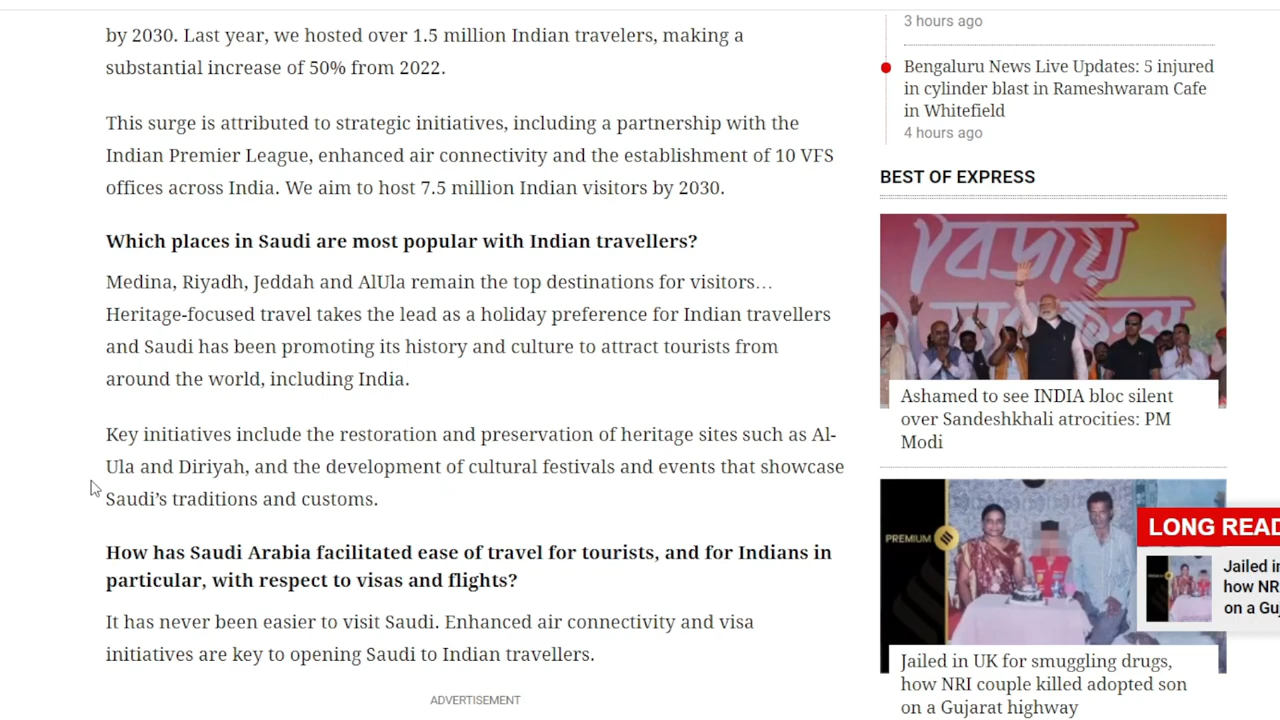 by 2030. Last year, we hosted over 1.5 million Indian travelers, making a
substantial increase of 50% from 2022.
This surge is attributed to strategic initiatives, including a partnership with the
Indian Premier League, enhanced air connectivity and the establishment of 10 VFS
offices across India. We aim to host 7.5 million Indian visitors by 2030.
Which places in Saudi are most popular with Indian travellers?
Medina, Riyadh, Jeddah and AlUla remain the top destinations for visitors…
Heritage-focused travel takes the lead as a holiday preference for Indian travellers
and Saudi has been promoting its history and culture to attract tourists from
around the world, including India.
Key initiatives include the restoration and preservation of heritage sites such as Al-
Ula and Diriyah, and the development of cultural festivals and events that showcase
Saudi’s traditions and customs.
How has Saudi Arabia facilitated ease of travel for tourists, and for Indians in
particular, with respect to visas and flights?
It has never been easier to visit Saudi. Enhanced air connectivity and visa
initiatives are key to opening Saudi to Indian travellers.
ADVERTISEMENT
3 hours ago
Bengaluru News Live Updates: 5 injured
in cylinder blast in Rameshwaram Cafe
in Whitefield
4 hours ago
BEST OF EXPRESS
বিজয়
Ashamed to see INDIA bloc silent
over Sandeshkhali atrocities: PM
Modi
PREMIUM
LONG READ
Jailed in
how NR
on a Gu
Jailed in UK for smuggling drugs,
how NRI couple killed adopted son
on a Gujarat highway